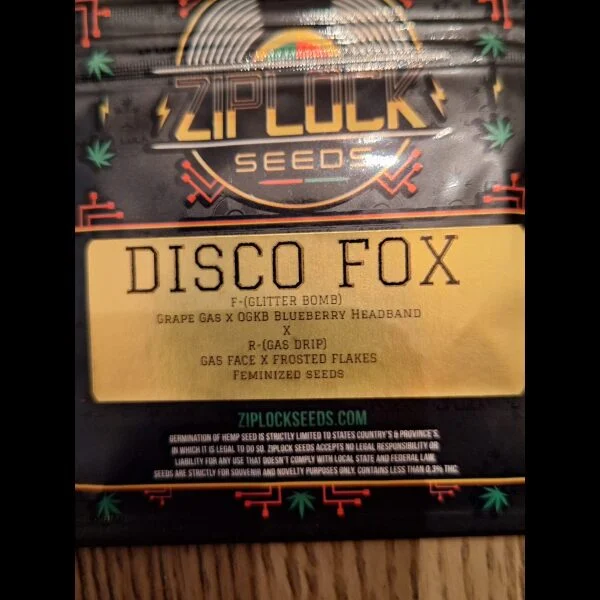 ZIPLOCK
SEEDS
DISCO FOX
F-(GLITTER BOMB)
GRAPE GAS X OGKB BLUEBERRY HEADBAND
X
R-(GAS DRIP)
GAS FACE X FROSTED FLAKES
FEMINIZED SEEDS
ZIPLOCKSEEDS.COM
GERMINATION OF HEMP SEED IS STRICTLY LIMITED TO STATES COUNTRY'S & PROVINCE'S
IN WHICH IT IS LEGAL TO DO SO. ZIPLOCK SEEDS ACCEPTS NO LEGAL RESPONSIBILITY OR
LIABILITY FOR ANY USE THAT DOESN'T COMPLY WITH LOCAL STATE AND FEDERAL LAW.
SEEDS ARE STRICTLY FOR SOUVENIR AND NOVELTY PURPOSES ONLY. CONTAINS LESS THAN 0.3% THC